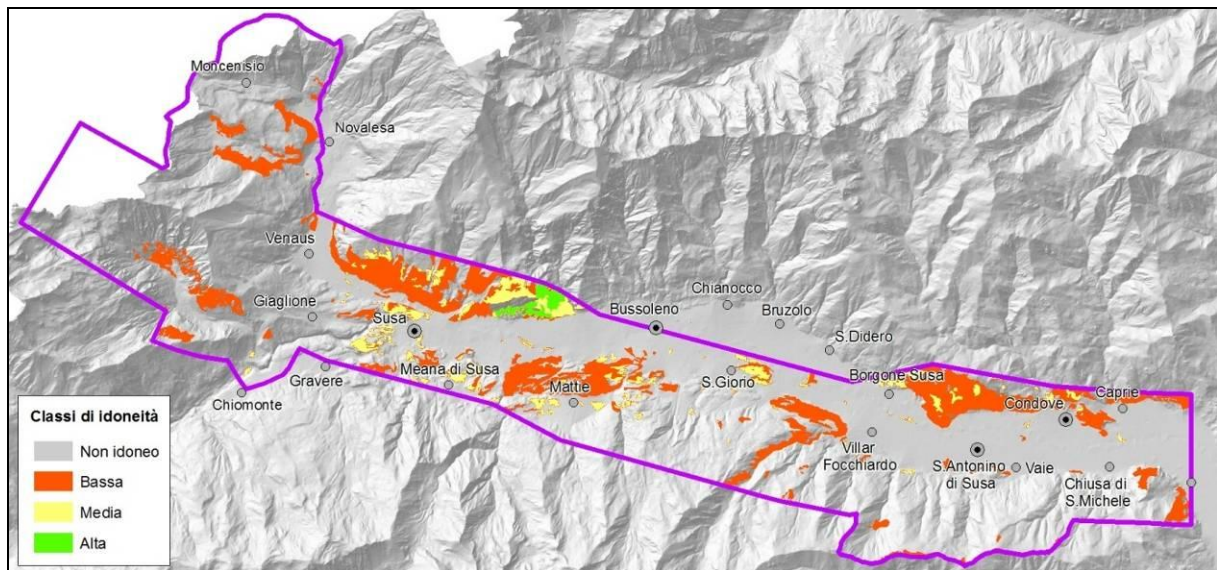 Moncenisio
Novalesa
Venaus
Giaglione
Susa
Gravere
Chiomonte
Meana di Susa
Mattie
Bussoleno
Chianocco
Bruzolo
S.Didero
S.Giorio
Borgone Susa
Condove
Caprie
Villar
Focchiardo
S.Antonino
di Susa
Vaie
Chiusa di
S.Michele
Classi di idoneità
Non idoneo
Bassa
Media
Alta